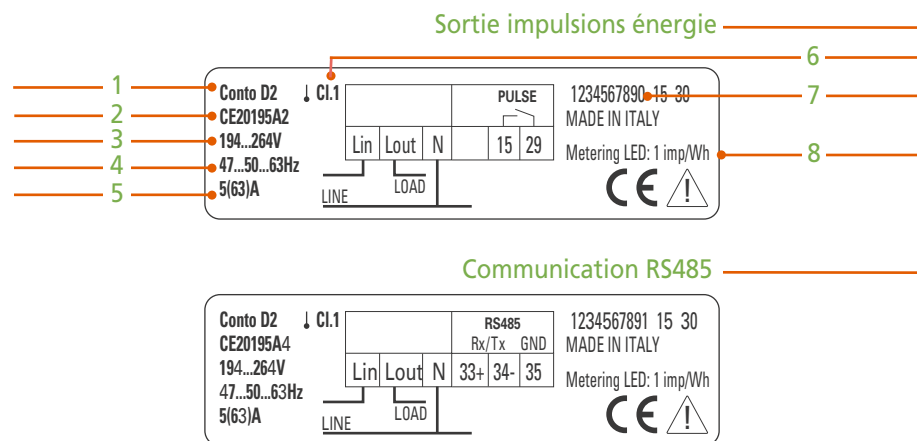 Sortie impulsions énergie
6
1 Conto D2 Cl.1 PULSE 1234567890 15 30 7
2 CE20195A2 MADE IN ITALY
3 194...264V Lin Lout N 15 29
4 47...50...63Hz Metering LED: 1 imp/Wh 8
5 5(63)A LINE LOAD CE !
Communication RS485
Conto D2 Cl.1 RS485 1234567891 15 30
CE20195A4 Rx/Tx GND MADE IN ITALY
194...264V Lin Lout N 33+ 34- 35
47...50...63Hz Metering LED: 1 imp/Wh
5(63)A LINE LOAD CE !